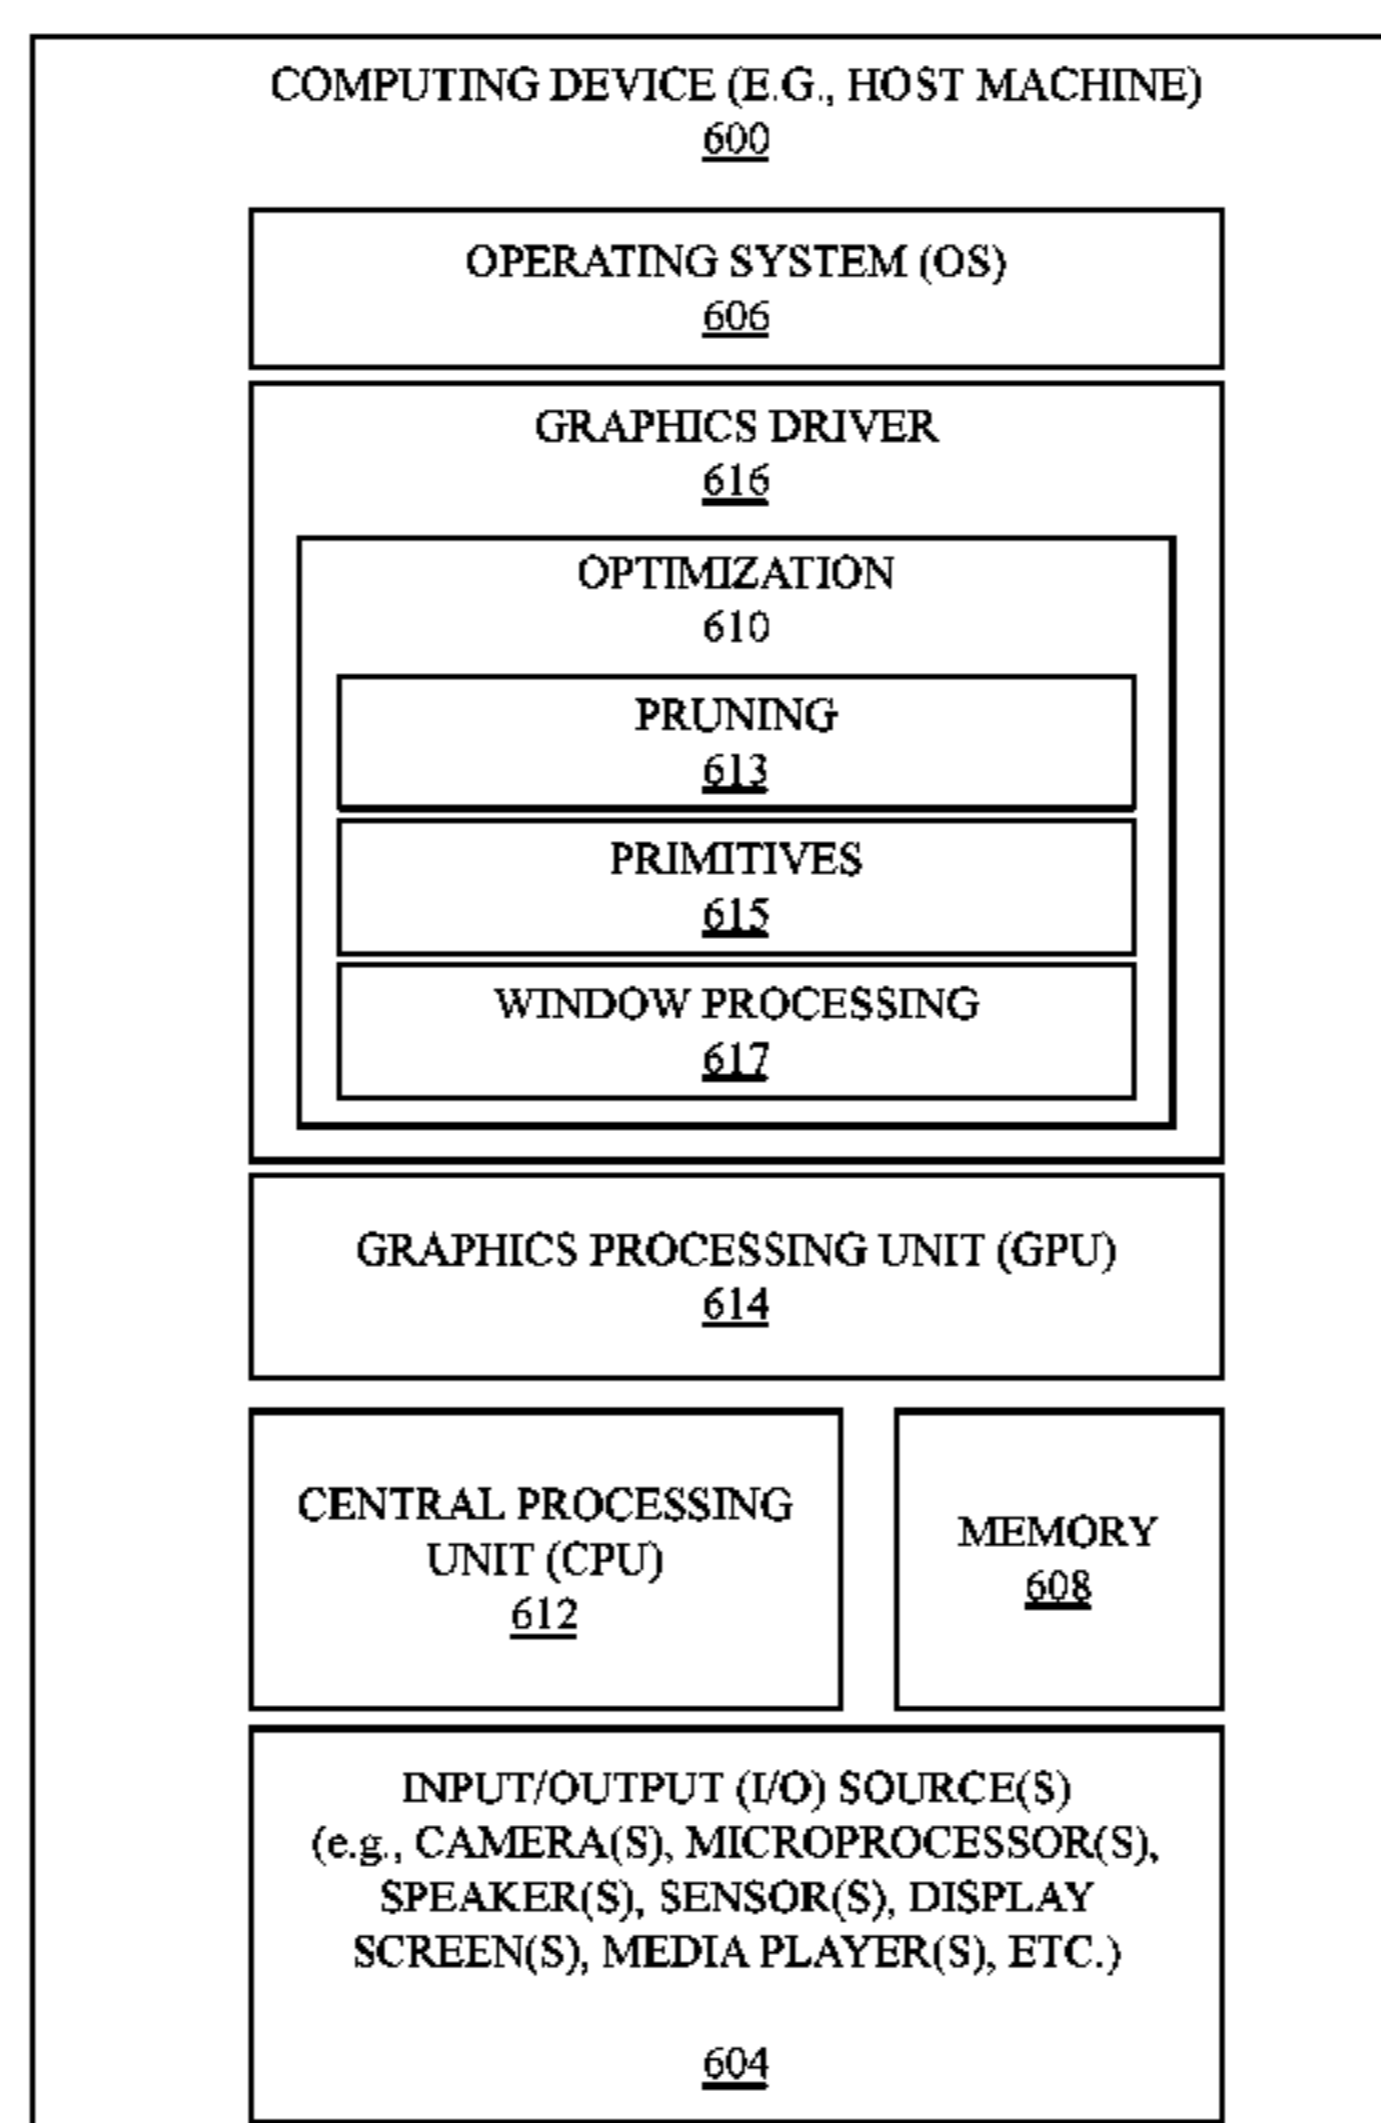 COMPUTING DEVICE (E.G., HOST MACHINE)
600
OPERATING SYSTEM (OS)
606
GRAPHICS DRIVER
616
OPTIMIZATION
610
PRUNING
613
PRIMITIVES
615
WINDOW PROCESSING
617
GRAPHICS PROCESSING UNIT (GPU)
614
CENTRAL PROCESSING
UNIT (CPU)
612
MEMORY
608
INPUT/OUTPUT (I/O) SOURCE(S)
(e.g., CAMERA(S), MICROPROCESSOR(S),
SPEAKER(S), SENSOR(S), DISPLAY
SCREEN(S), MEDIA PLAYER(S), ETC.)
604